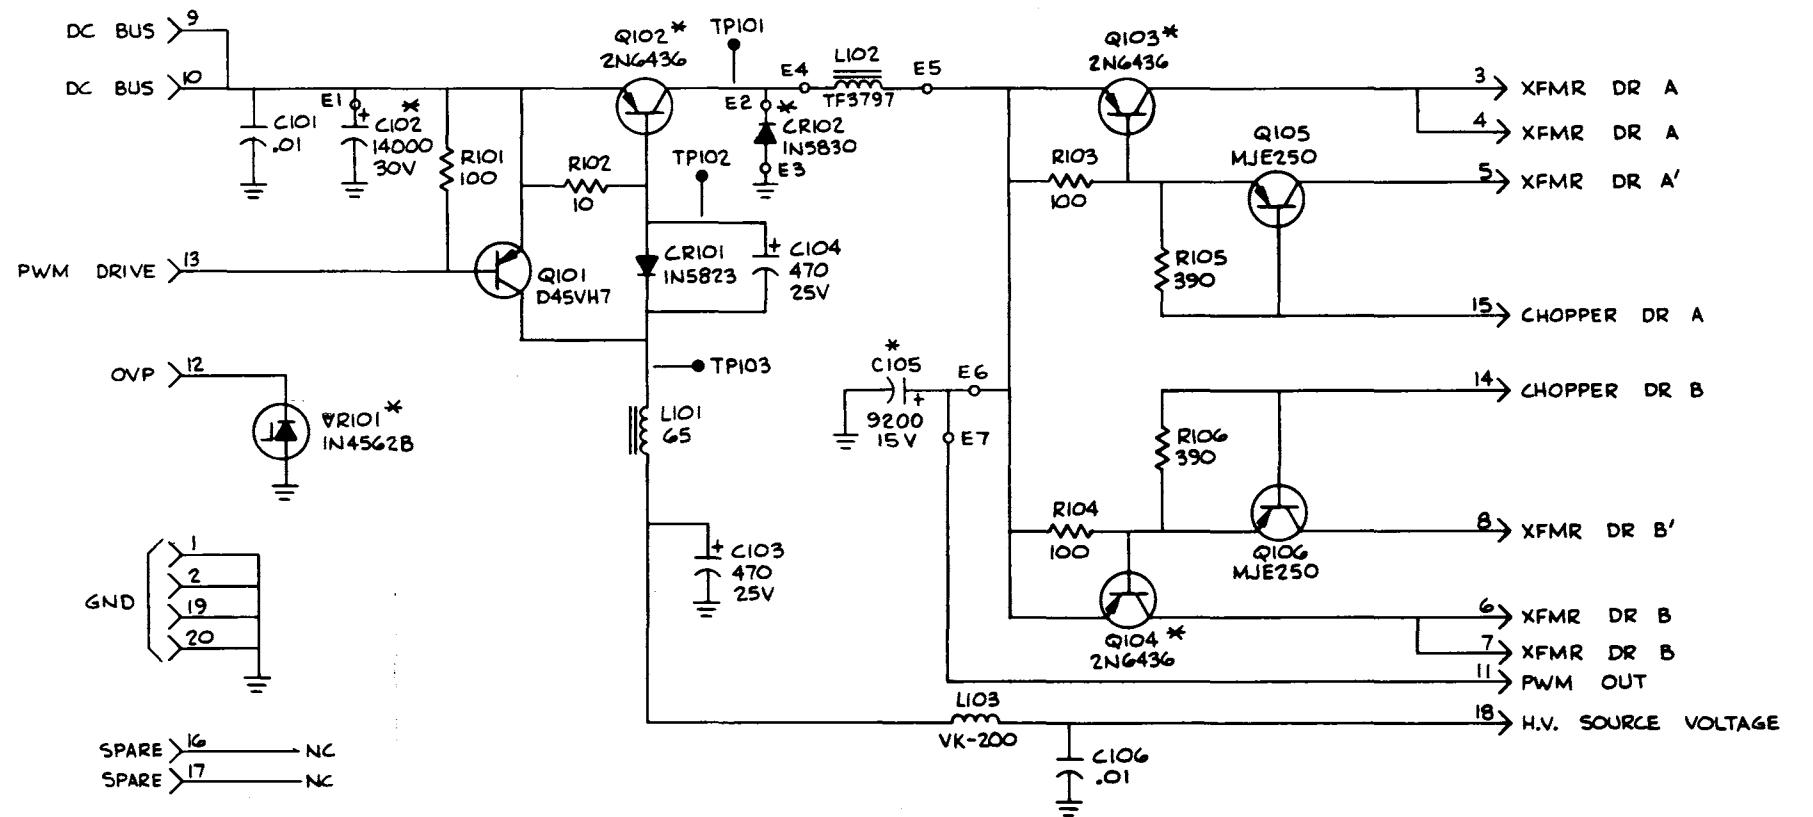 DC BUS 9
DC BUS 10
E1
+ *
C101
.01
C102
14000
30V
R101
100
Q102 *
2N6436
TP101
E4
L102
TF3797
E5
E2
*
CR102
1N5830
E3
R102
10
TP102
PWM DRIVE 13
Q101
D45VH7
CR101
1N5823
+ C104
470
25V
TP103
OVP 12
VR101 *
1N4562B
L101
65
+ C103
470
25V
GND
1
2
19
20
SPARE 16 NC
SPARE 17 NC
*
C105
+
9200
15V
E6
E7
Q103 *
2N6436
R103
100
Q105
MJE250
R105
390
R106
390
R104
100
Q106
MJE250
Q104 *
2N6436
L103
VK-200
C106
.01
3 XFMR DR A
4 XFMR DR A
5 XFMR DR A'
15 CHOPPER DR A
14 CHOPPER DR B
8 XFMR DR B'
6 XFMR DR B
7 XFMR DR B
11 PWM OUT
18 H.V. SOURCE VOLTAGE